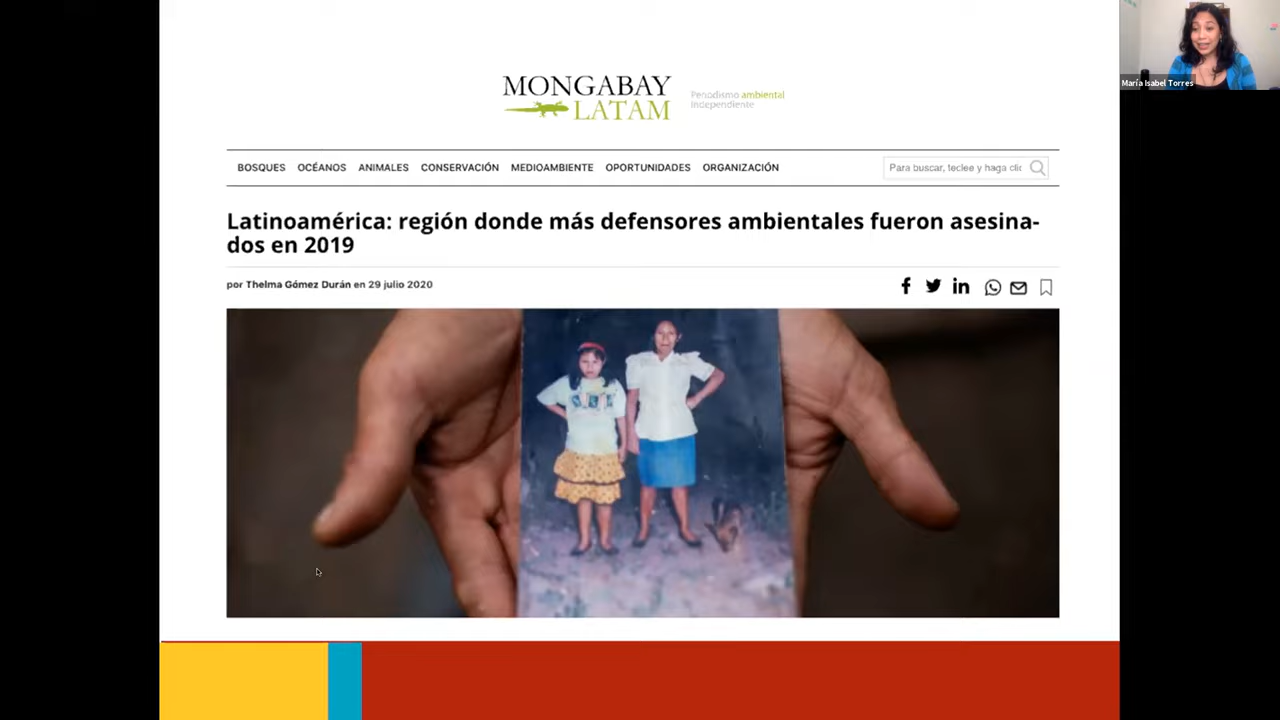 María Isabel Torres
MONGABAY
LATAM
Periodismo ambiental
independiente
BOSQUES OCÉANOS ANIMALES CONSERVACIÓN MEDIOAMBIENTE OPORTUNIDADES ORGANIZACIÓN
Para buscar, teclee y haga clic
Latinoamérica: región donde más defensores ambientales fueron asesina-
dos en 2019
por Thelma Gómez Durán en 29 julio 2020